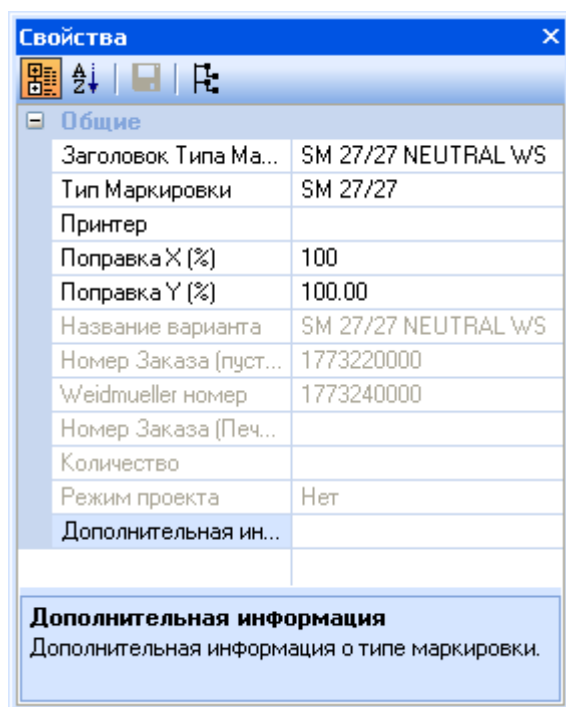 Свойства
Общие
Заголовок Типа Ма... SM 27/27 NEUTRAL WS
Тип Маркировки SM 27/27
Принтер
Поправка X (%) 100
Поправка Y (%) 100.00
Название варианта SM 27/27 NEUTRAL WS
Номер Заказа (пуст... 1773220000
Weidmueller номер 1773240000
Номер Заказа (Печ...
Количество
Режим проекта Нет
Дополнительная ин...
Дополнительная информация
Дополнительная информация о типе маркировки.